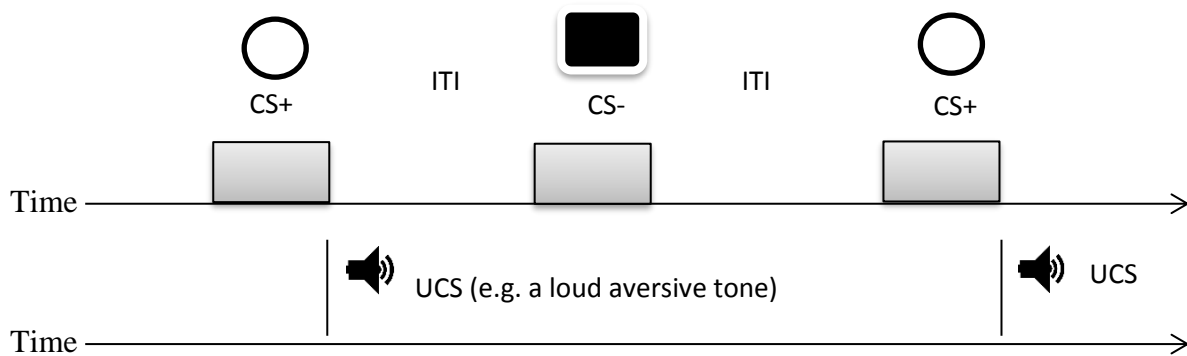 ITI ITI
CS+ CS- CS+
Time
UCS (e.g. a loud aversive tone) UCS
Time